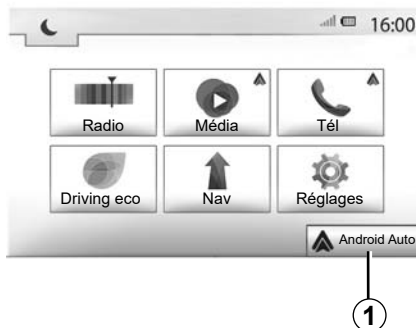 16:00
Radio
Média
Tél
Driving eco
Nav
Réglages
Android Auto
1